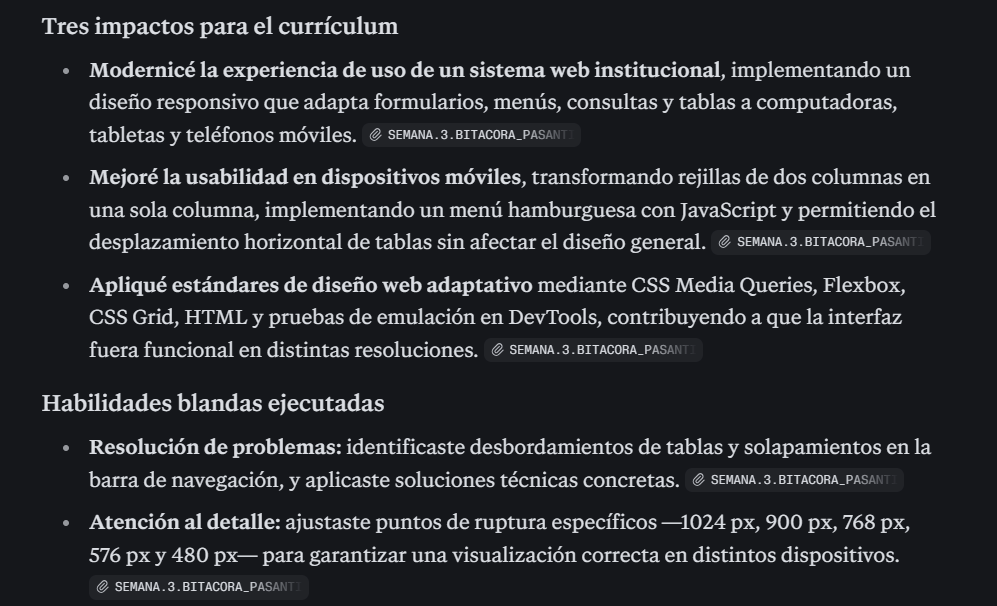 Tres impactos para el currículum
Modernicé la experiencia de uso de un sistema web institucional, implementando un
diseño responsivo que adapta formularios, menús, consultas y tablas a computadoras,
tabletas y teléfonos móviles. SEMANA.3.BITACORA_PASANTI
Mejoré la usabilidad en dispositivos móviles, transformando rejillas de dos columnas en
una sola columna, implementando un menú hamburguesa con JavaScript y permitiendo el
desplazamiento horizontal de tablas sin afectar el diseño general. SEMANA.3.BITACORA_PASANTI
Apliqué estándares de diseño web adaptativo mediante CSS Media Queries, Flexbox,
CSS Grid, HTML y pruebas de emulación en DevTools, contribuyendo a que la interfaz
fuera funcional en distintas resoluciones. SEMANA.3.BITACORA_PASANTI
Habilidades blandas ejecutadas
Resolución de problemas: identificaste desbordamientos de tablas y solapamientos en la
barra de navegación, y aplicaste soluciones técnicas concretas. SEMANA.3.BITACORA_PASANTI
Atención al detalle: ajustaste puntos de ruptura específicos —1024 px, 900 px, 768 px,
576 px y 480 px— para garantizar una visualización correcta en distintos dispositivos.
SEMANA.3.BITACORA_PASANTI